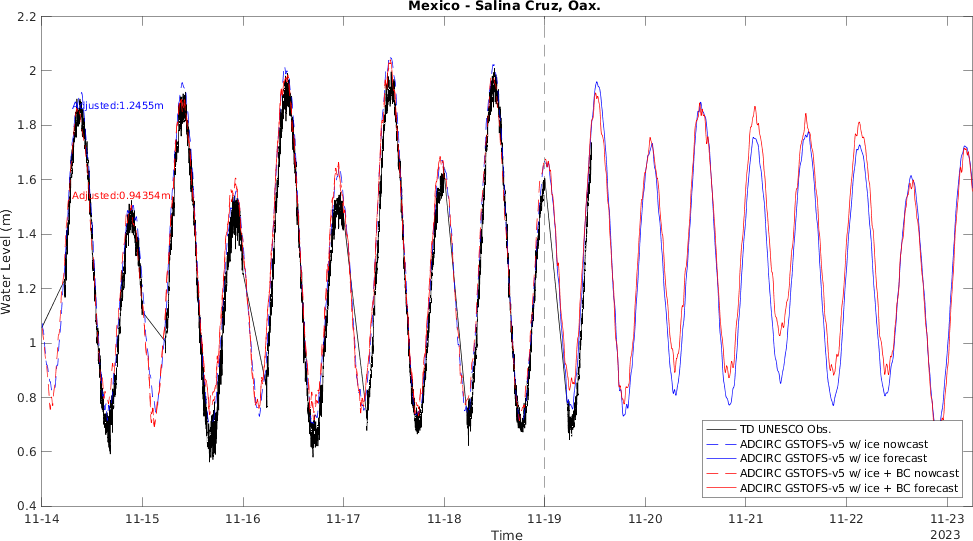 Mexico - Salina Cruz, Oax.
2.2
2
1.8
1.6
1.4
1.2
1
0.8
0.6
0.4
Water Level (m)
Adjusted:1.2455m
Adjusted:0.94354m
TD UNESCO Obs.
ADCIRC GSTOFS-v5 w/ ice nowcast
ADCIRC GSTOFS-v5 w/ ice forecast
ADCIRC GSTOFS-v5 w/ ice + BC nowcast
ADCIRC GSTOFS-v5 w/ ice + BC forecast
11-14 11-15 11-16 11-17 11-18 11-19 11-20 11-21 11-22 11-23
2023
Time